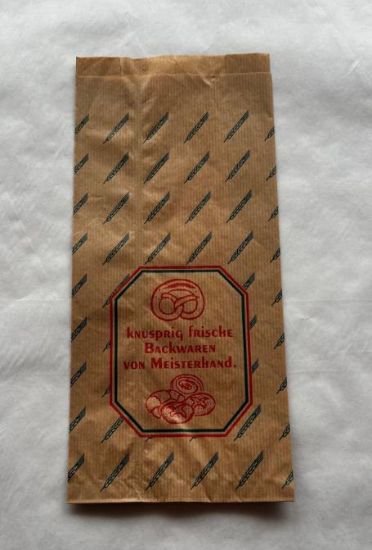 knusprig frische
Backwaren
von Meisterhand.